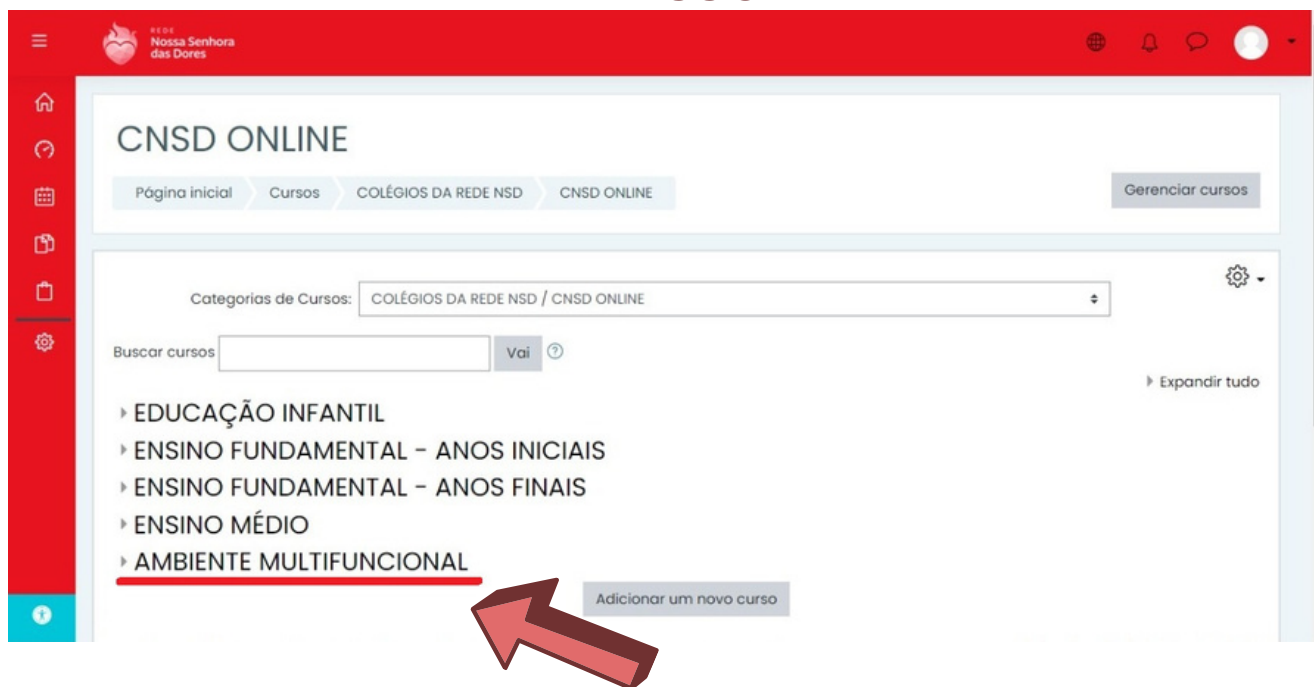 REDE
Nossa Senhora
das Dores
CNSD ONLINE
Página inicial Cursos COLÉGIOS DA REDE NSD CNSD ONLINE
Gerenciar cursos
Categorias de Cursos: COLÉGIOS DA REDE NSD / CNSD ONLINE
Buscar cursos Vai
Expandir tudo
EDUCAÇÃO INFANTIL
ENSINO FUNDAMENTAL - ANOS INICIAIS
ENSINO FUNDAMENTAL - ANOS FINAIS
ENSINO MÉDIO
AMBIENTE MULTIFUNCIONAL
Adicionar um novo curso